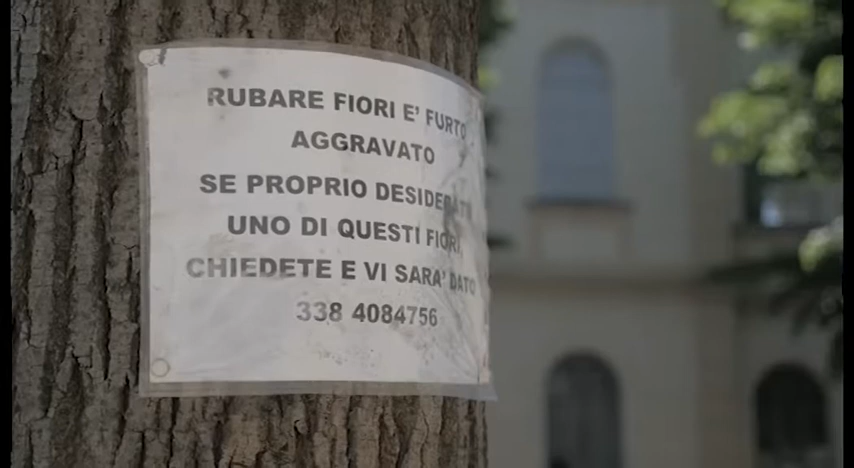 RUBARE FIORI E' FURTO
AGGRAVATO
SE PROPRIO DESIDERATE
UNO DI QUESTI FIORI,
CHIEDETE E VI SARA' DATO
338 4084756